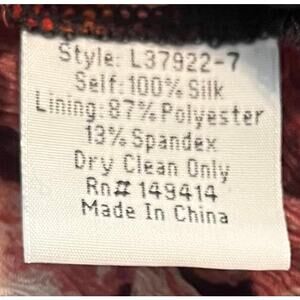 Style: L37922-7
Self:100% Silk
Lining: 87% Polyester
13% Spandex
Dry Clean Only
Rn# 149414
Made In China